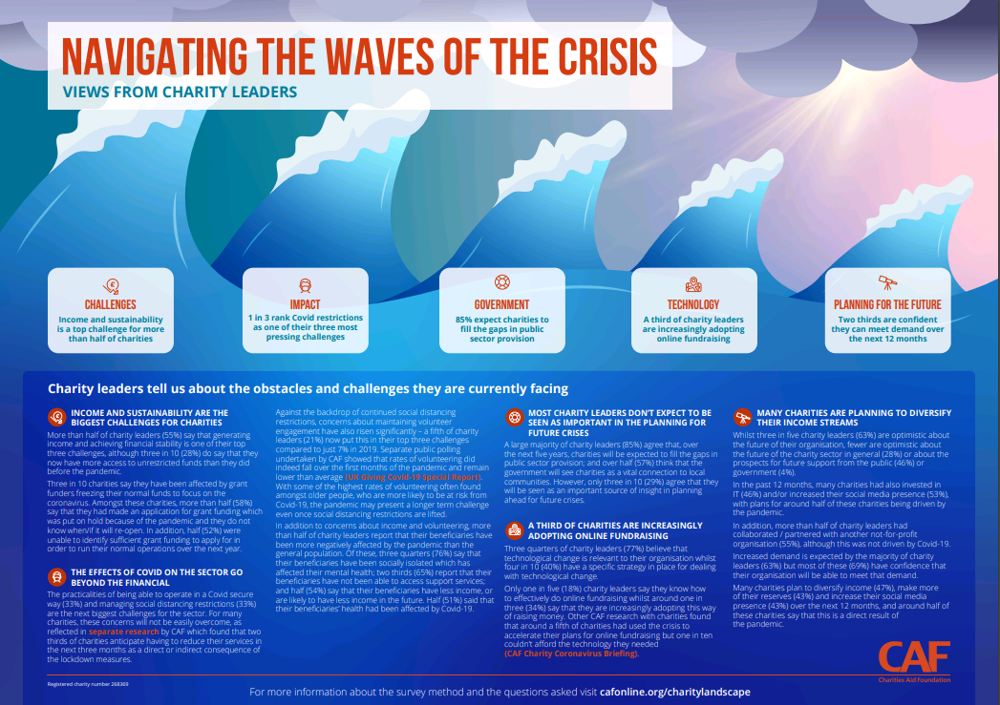 NAVIGATING THE WAVES OF THE CRISIS
VIEWS FROM CHARITY LEADERS
CHALLENGES
Income and sustainability
is a top challenge for more
than half of charities
IMPACT
1 in 3 rank Covid restrictions
as one of their three most
pressing challenges
GOVERNMENT
85% expect charities to
fill the gaps in public
sector provision
TECHNOLOGY
A third of charity leaders
are increasingly adopting
online fundraising
PLANNING FOR THE FUTURE
Two thirds are confident
they can meet demand over
the next 12 months
Charity leaders tell us about the obstacles and challenges they are currently facing
INCOME AND SUSTAINABILITY ARE THE
BIGGEST CHALLENGES FOR CHARITIES
More than half of charity leaders (55%) say that generating
income and achieving financial stability is one of their top
three challenges, although three in 10 (28%) do say that they
now have more access to unrestricted funds than they did
before the pandemic.
Three in 10 charities say they have been affected by grant
funders freezing their normal funds to focus on the
coronavirus. Amongst these charities, more than half (58%)
say that they had made an application for grant funding which
was put on hold because of the pandemic and they do not
know when/if it will re-open. In addition, half (52%) were
unable to identify sufficient grant funding to apply for in
order to run their normal operations over the next year.
THE EFFECTS OF COVID ON THE SECTOR GO
BEYOND THE FINANCIAL
The practicalities of being able to operate in a Covid secure
way (33%) and managing social distancing restrictions (33%)
are the next biggest challenges for the sector. For many
charities, these concerns will not be easily overcome, as
reflected in separate research by CAF which found that two
thirds of charities anticipate having to reduce their services in
the next three months as a direct or indirect consequence of
the lockdown measures.
Against the backdrop of continued social distancing
restrictions, concerns about maintaining volunteer
engagement have also risen significantly – a fifth of charity
leaders (21%) now put this in their top three challenges
compared to just 7% in 2019. Separate public polling
undertaken by CAF showed that rates of volunteering did
indeed fall over the first months of the pandemic and remain
lower than average (UK Giving Covid-19 Special Report).
With some of the highest rates of volunteering often found
amongst older people, who are more likely to be at risk from
Covid-19, the pandemic may present a longer term challenge
even once social distancing restrictions are lifted.
In addition to concerns about income and volunteering, more
than half of charity leaders report that their beneficiaries have
been more negatively affected by the pandemic than the
general population. Of these, three quarters (76%) say that
their beneficiaries have been socially isolated which has
affected their mental health; two thirds (65%) report that their
beneficiaries have not been able to access support services;
and half (54%) say that their beneficiaries have less income, or
are likely to have less income in the future. Half (51%) said that
their beneficiaries' health had been affected by Covid-19.
MOST CHARITY LEADERS DON'T EXPECT TO BE
SEEN AS IMPORTANT IN THE PLANNING FOR
FUTURE CRISES
A large majority of charity leaders (85%) agree that, over
the next five years, charities will be expected to fill the gaps in
public sector provision; and over half (57%) think that the
government will see charities as a vital connection to local
communities. However, only three in 10 (29%) agree that they
will be seen as an important source of insight in planning
ahead for future crises.
A THIRD OF CHARITIES ARE INCREASINGLY
ADOPTING ONLINE FUNDRAISING
Three quarters of charity leaders (77%) believe that
technological change is relevant to their organisation whilst
four in 10 (40%) have a specific strategy in place for dealing
with technological change.
Only one in five (18%) charity leaders say they know how
to effectively do online fundraising whilst around one in
three (34%) say that they are increasingly adopting this way
of raising money. Other CAF research with charities found
that around a fifth of charities had used the crisis to
accelerate their plans for online fundraising but one in ten
couldn't afford the technology they needed
(CAF Charity Coronavirus Briefing).
MANY CHARITIES ARE PLANNING TO DIVERSIFY
THEIR INCOME STREAMS
Whilst three in five charity leaders (63%) are optimistic about
the future of their organisation, fewer are optimistic about
the future of the charity sector in general (28%) or about the
prospects for future support from the public (46%) or
government (4%).
In the past 12 months, many charities had also invested in
IT (46%) and/or increased their social media presence (53%),
with plans for around half of these charities being driven by
the pandemic.
In addition, more than half of charity leaders had
collaborated / partnered with another not-for-profit
organisation (55%), although this was not driven by Covid-19.
Increased demand is expected by the majority of charity
leaders (63%) but most of these (69%) have confidence that
their organisation will be able to meet that demand.
Many charities plan to diversify income (47%), make more
of their reserves (43%) and increase their social media
presence (43%) over the next 12 months, and around half of
these charities say that this is a direct result of
the pandemic.
CAF
Charities Aid Foundation
Registered charity number 268369
For more information about the survey method and the questions asked visit cafonline.org/charitylandscape